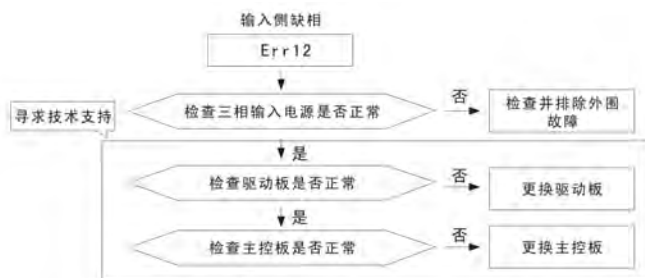 输入侧缺相
Err12
寻求技术支持
检查三相输入电源是否正常
否
检查并排除外围
故障
是
检查驱动板是否正常
否
更换驱动板
是
检查主控板是否正常
否
更换主控板